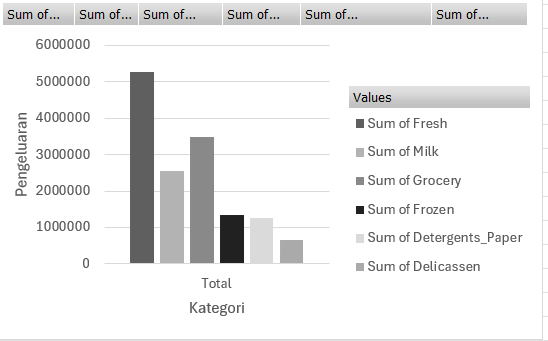 Sum of... Sum of... Sum of... Sum of... Sum of... Sum of...
6000000
5000000
4000000
3000000
2000000
1000000
0
Pengeluaran
Total
Kategori
Values
Sum of Fresh
Sum of Milk
Sum of Grocery
Sum of Frozen
Sum of Detergents_Paper
Sum of Delicassen